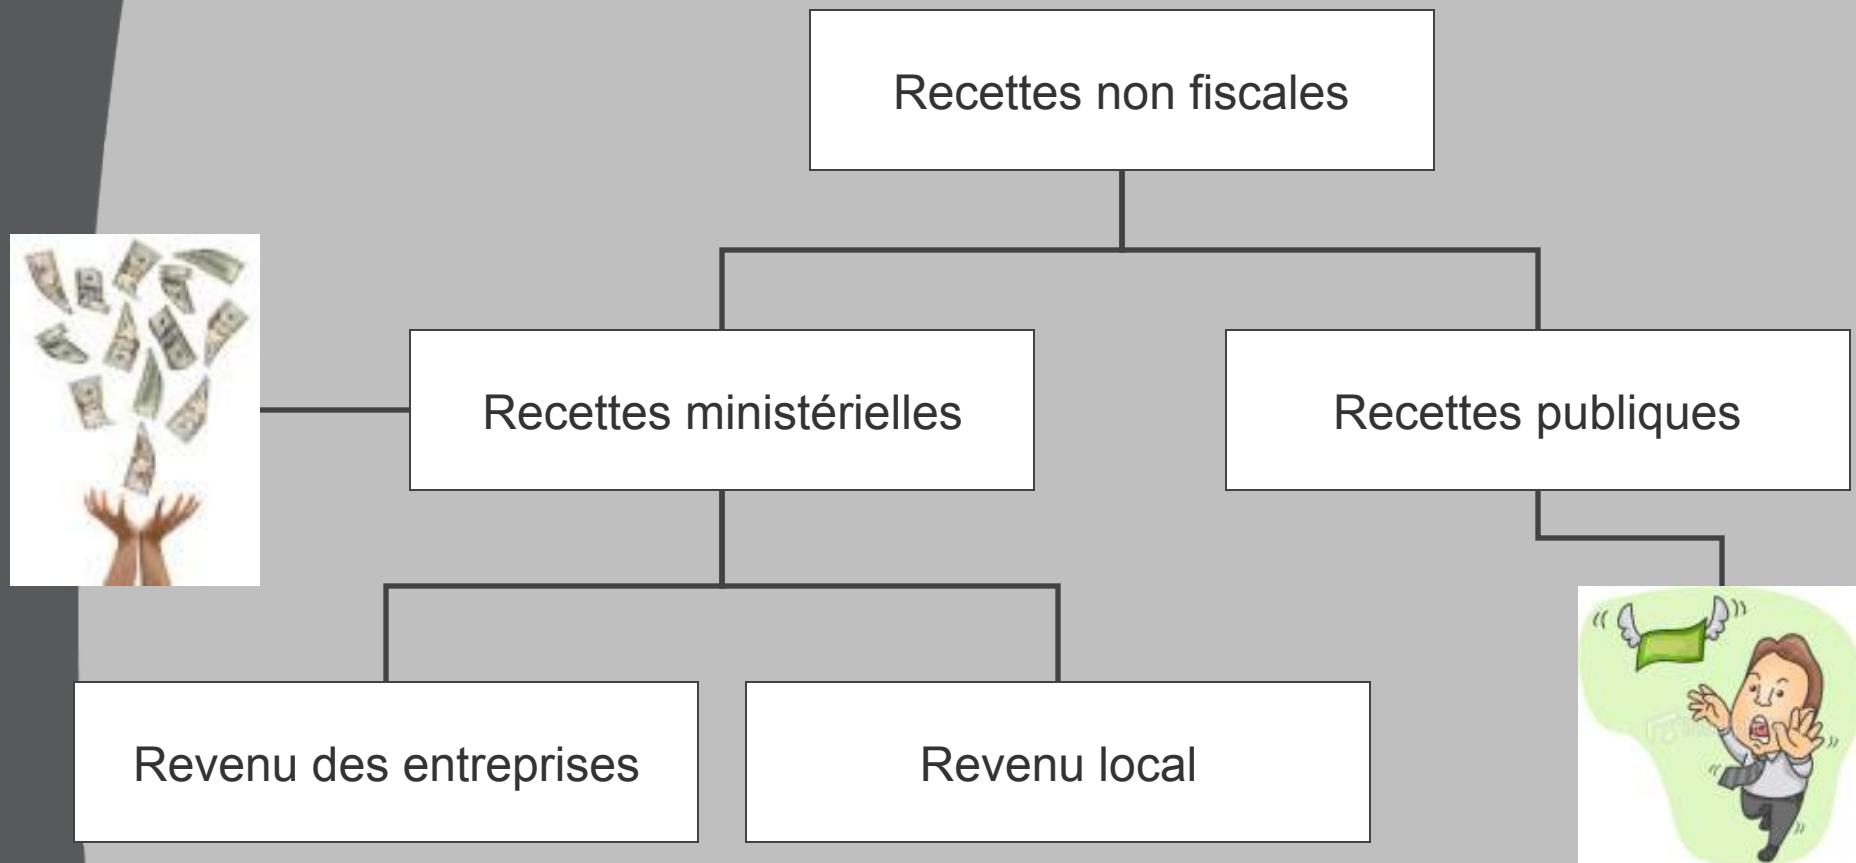 Recettes non fiscales
Recettes ministérielles
Recettes publiques
Revenu des entreprises
Revenu local